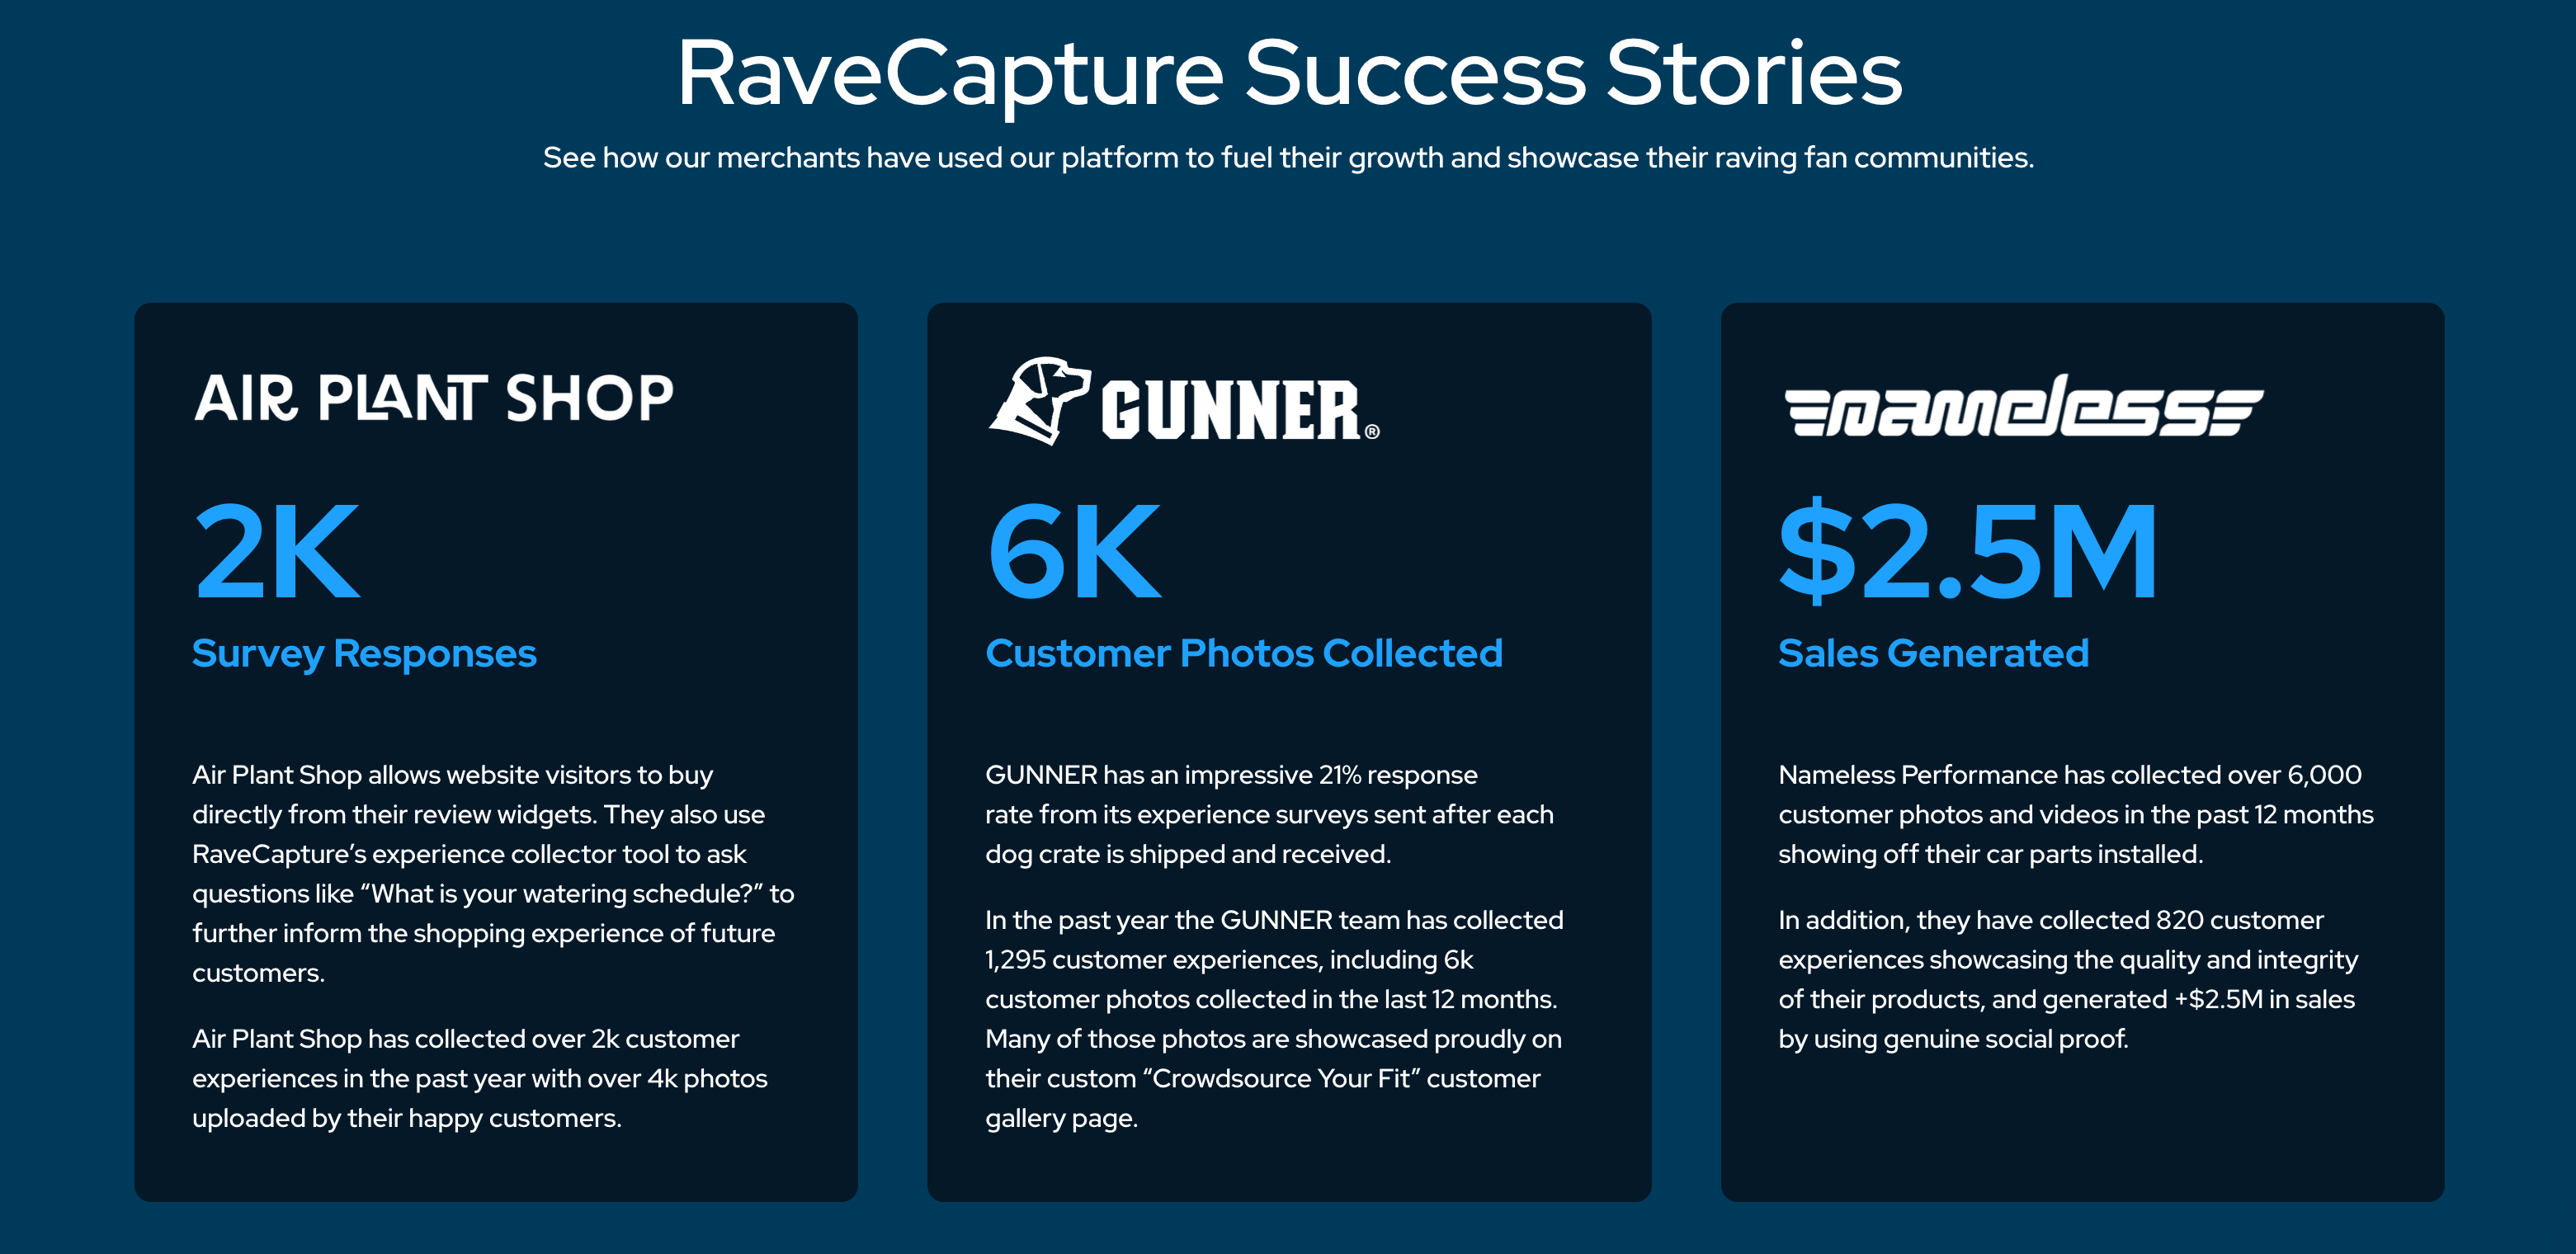 RaveCapture Success Stories
See how our merchants have used our platform to fuel their growth and showcase their raving fan communities.
AIR PLANT SHOP
2K
Survey Responses
Air Plant Shop allows website visitors to buy
directly from their review widgets. They also use
RaveCapture’s experience collector tool to ask
questions like “What is your watering schedule?” to
further inform the shopping experience of future
customers.
Air Plant Shop has collected over 2k customer
experiences in the past year with over 4k photos
uploaded by their happy customers.
GUNNER®
6K
Customer Photos Collected
GUNNER has an impressive 21% response
rate from its experience surveys sent after each
dog crate is shipped and received.
In the past year the GUNNER team has collected
1,295 customer experiences, including 6k
customer photos collected in the last 12 months.
Many of those photos are showcased proudly on
their custom “Crowdsource Your Fit” customer
gallery page.
nameless
$2.5M
Sales Generated
Nameless Performance has collected over 6,000
customer photos and videos in the past 12 months
showing off their car parts installed.
In addition, they have collected 820 customer
experiences showcasing the quality and integrity
of their products, and generated +$2.5M in sales
by using genuine social proof.